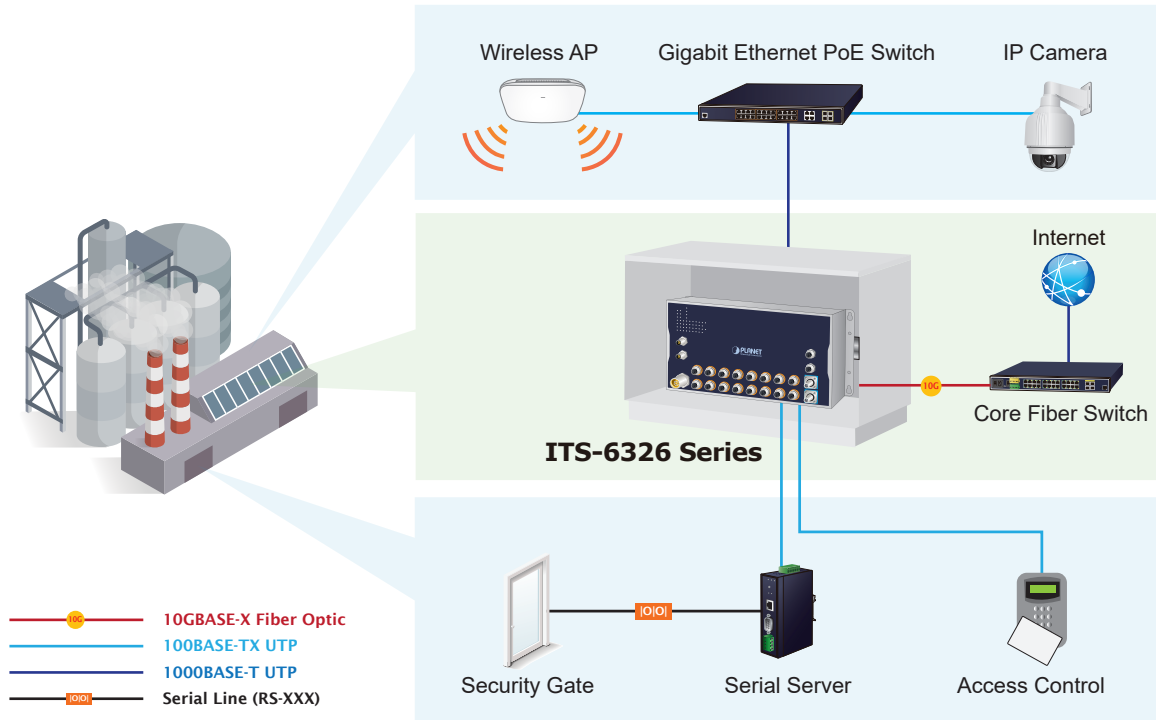 Wireless AP
Gigabit Ethernet PoE Switch
IP Camera
Internet
PLANET
10G
Core Fiber Switch
ITS-6326 Series
|O|O|
Security Gate
Serial Server
Access Control
10G
10GBASE-X Fiber Optic
100BASE-TX UTP
1000BASE-T UTP
|O|O|
Serial Line (RS-XXX)